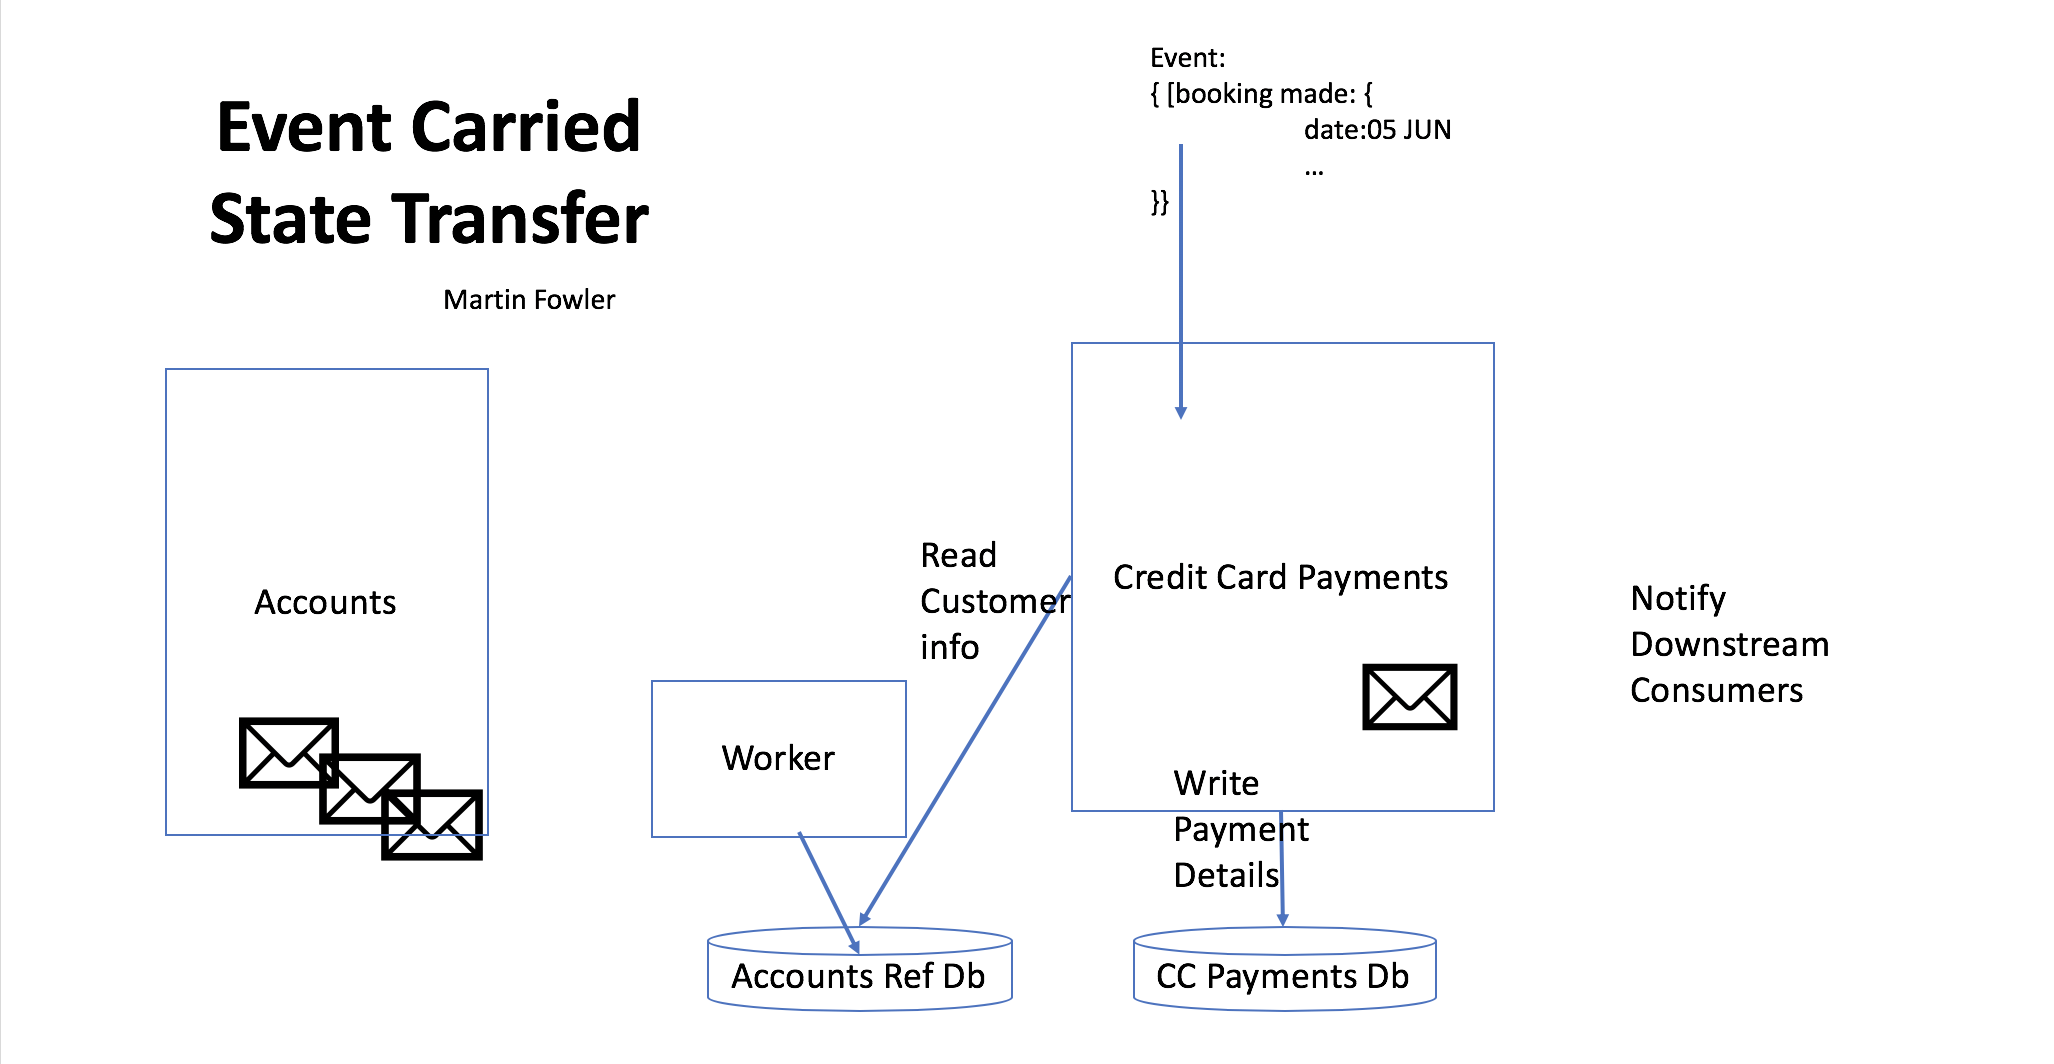 Event Carried
State Transfer
Martin Fowler
Event:
{ [booking made: {
date:05 JUN
...
}}
Accounts
Worker
Read
Customer
info
Credit Card Payments
Write
Payment
Details
Notify
Downstream
Consumers
Accounts Ref Db
CC Payments Db